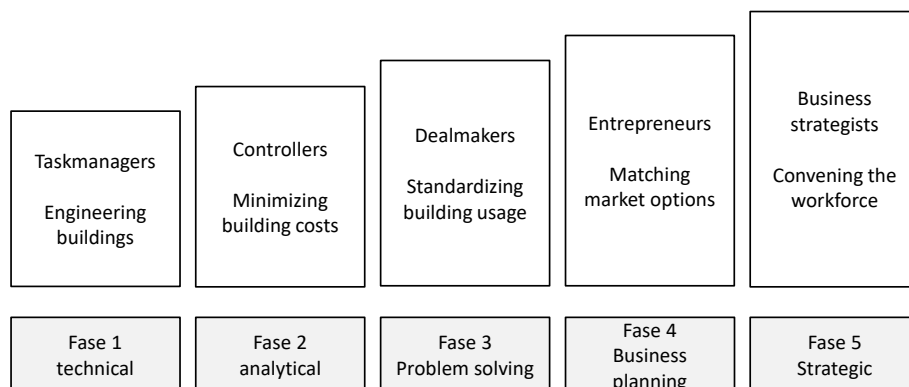 Taskmanagers
Engineering
buildings
Controllers
Minimizing
building costs
Dealmakers
Standardizing
building usage
Entrepreneurs
Matching
market options
Business
strategists
Convening the
workforce
Fase 1
technical
Fase 2
analytical
Fase 3
Problem solving
Fase 4
Business
planning
Fase 5
Strategic